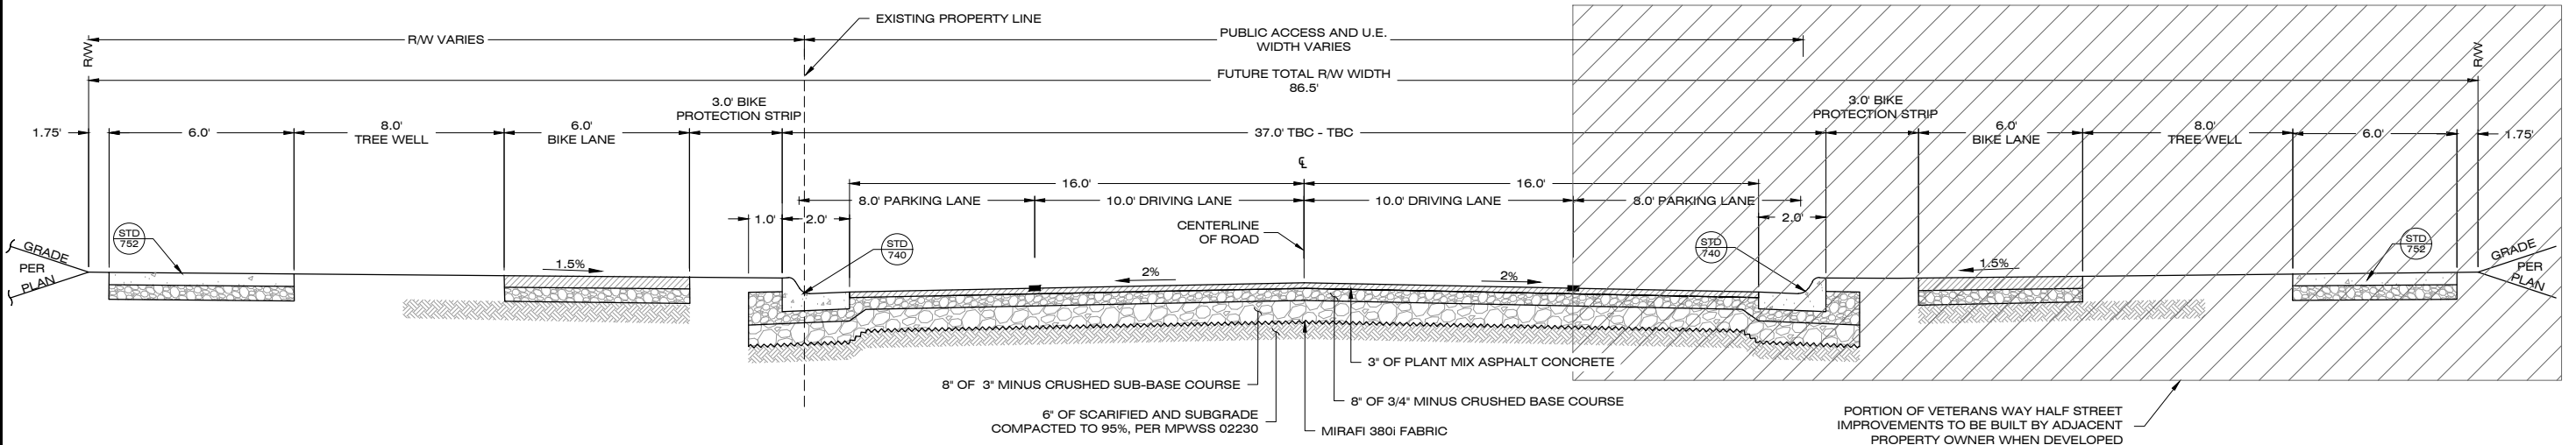 EXISTING PROPERTY LINE
R/W
R/W VARIES
PUBLIC ACCESS AND U.E.
WIDTH VARIES
R/W
FUTURE TOTAL R/W WIDTH
86.5'
3.0' BIKE
PROTECTION STRIP
3.0' BIKE
PROTECTION STRIP
1.75'
6.0'
8.0'
TREE WELL
6.0'
BIKE LANE
37.0' TBC - TBC
6.0'
BIKE LANE
8.0'
TREE WELL
6.0'
1.75'
℄
16.0'
16.0'
8.0' PARKING LANE
10.0' DRIVING LANE
10.0' DRIVING LANE
8.0' PARKING LANE
1.0'
2.0'
2.0'
CENTERLINE
OF ROAD
STD
752
STD
740
STD
740
STD
752
GRADE
PER
PLAN
1.5%
2%
2%
1.5%
GRADE
PER
PLAN
3" OF PLANT MIX ASPHALT CONCRETE
8" OF 3" MINUS CRUSHED SUB-BASE COURSE
8" OF 3/4" MINUS CRUSHED BASE COURSE
6" OF SCARIFIED AND SUBGRADE
COMPACTED TO 95%, PER MPWSS 02230
MIRAFI 380i FABRIC
PORTION OF VETERANS WAY HALF STREET
IMPROVEMENTS TO BE BUILT BY ADJACENT
PROPERTY OWNER WHEN DEVELOPED